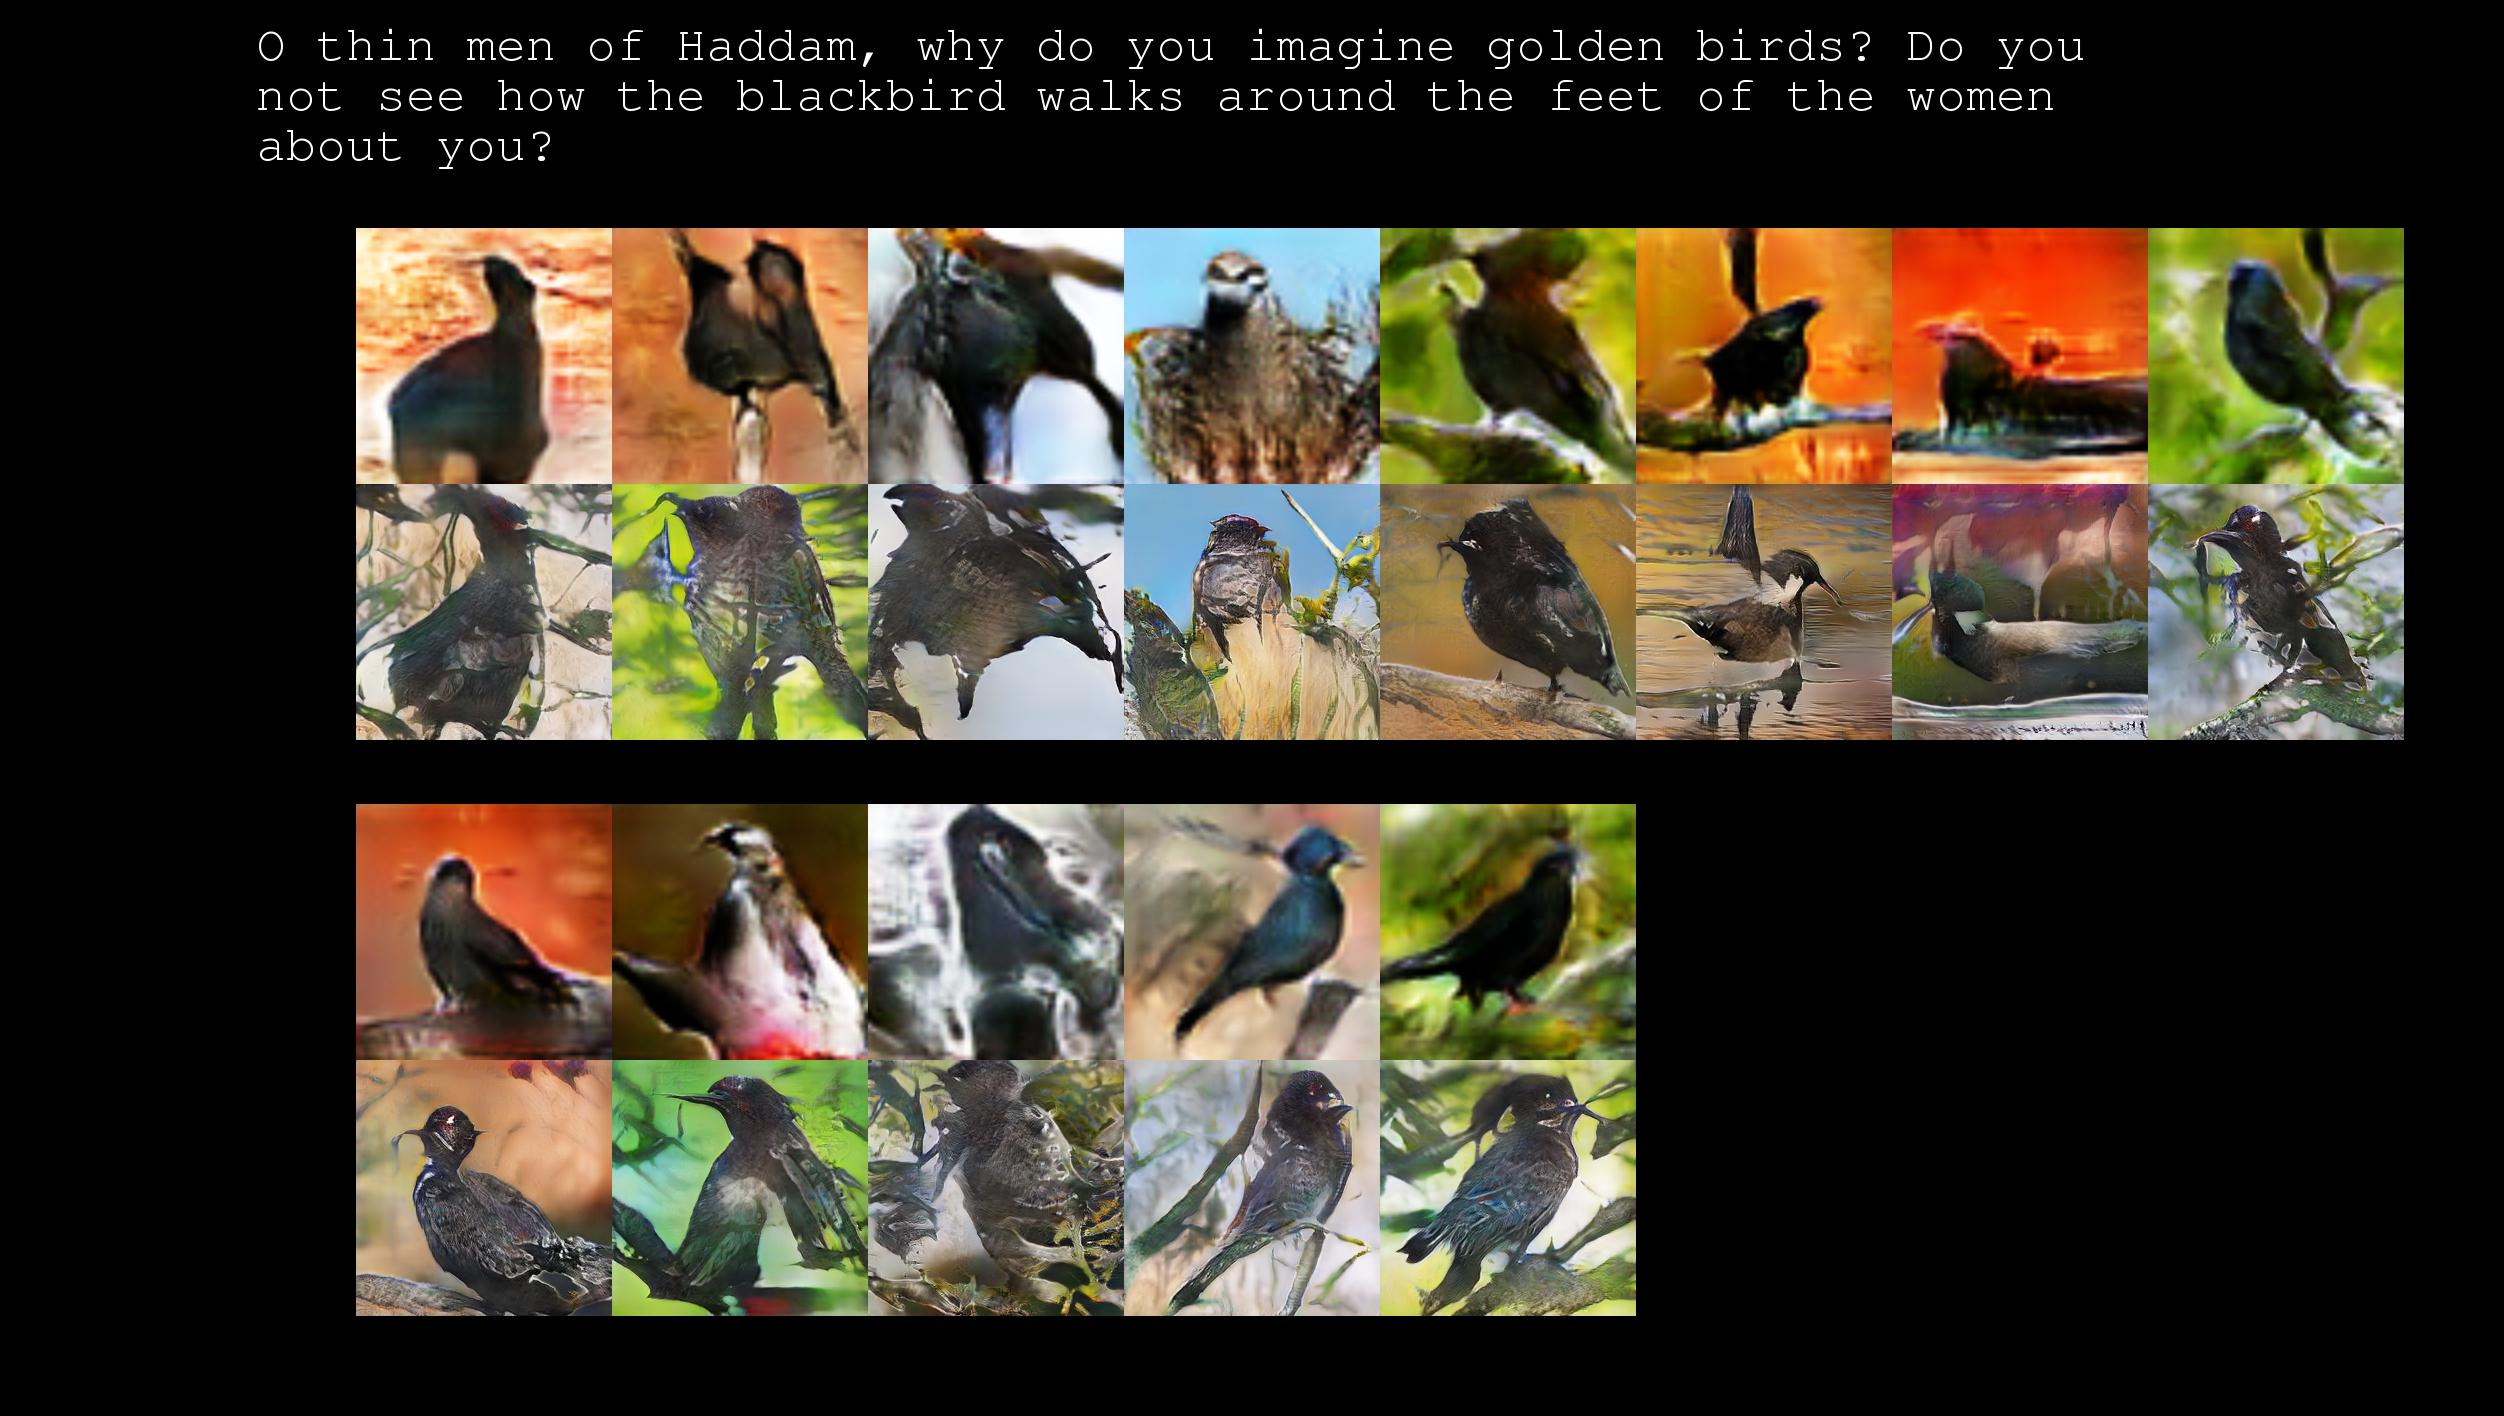 O thin men of Haddam, why do you imagine golden birds? Do you
not see how the blackbird walks around the feet of the women
about you?